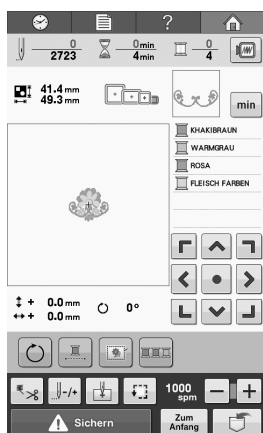 ?
0
2723
0min
4min
0
4
41.4 mm
49.3 mm
min
KHAKIBRAUN
WARMGRAU
ROSA
FLEISCH FARBEN
+ 0.0 mm
+ 0.0 mm
0°
-/+
1000
spm
− +
Sichern
Zum
Anfang